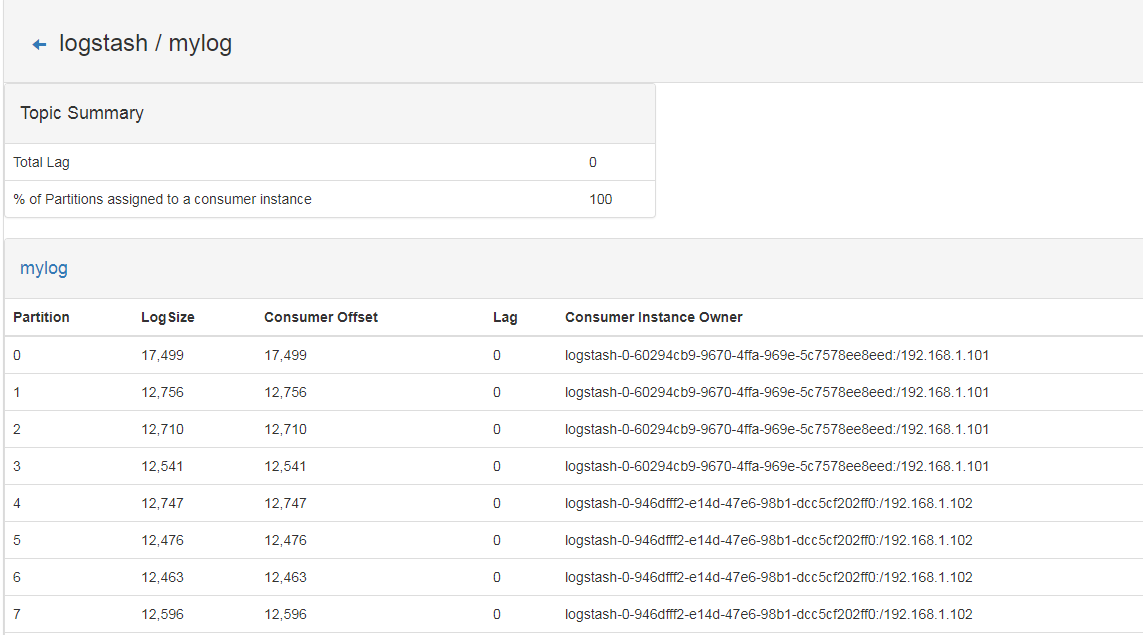 ← logstash / mylog
Topic Summary
Total Lag 0
% of Partitions assigned to a consumer instance 100
mylog
Partition LogSize Consumer Offset Lag Consumer Instance Owner
0 17,499 17,499 0 logstash-0-60294cb9-9670-4ffa-969e-5c7578ee8eed:/192.168.1.101
1 12,756 12,756 0 logstash-0-60294cb9-9670-4ffa-969e-5c7578ee8eed:/192.168.1.101
2 12,710 12,710 0 logstash-0-60294cb9-9670-4ffa-969e-5c7578ee8eed:/192.168.1.101
3 12,541 12,541 0 logstash-0-60294cb9-9670-4ffa-969e-5c7578ee8eed:/192.168.1.101
4 12,747 12,747 0 logstash-0-946dfff2-e14d-47e6-98b1-dcc5cf202ff0:/192.168.1.102
5 12,476 12,476 0 logstash-0-946dfff2-e14d-47e6-98b1-dcc5cf202ff0:/192.168.1.102
6 12,463 12,463 0 logstash-0-946dfff2-e14d-47e6-98b1-dcc5cf202ff0:/192.168.1.102
7 12,596 12,596 0 logstash-0-946dfff2-e14d-47e6-98b1-dcc5cf202ff0:/192.168.1.102